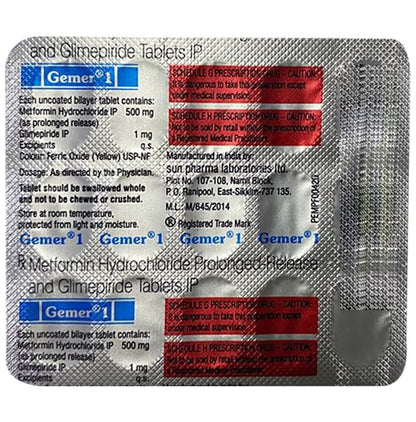 and Glimepiride Tablets IP
Gemer® 1
Each uncoated bilayer tablet contains:
Metformin Hydrochloride IP 500 mg
(as prolonged release)
Glimepiride IP 1 mg
Excipients q.s.
Colour: Ferric Oxide (Yellow) USP-NF
Dosage: As directed by the Physician.
Tablet should be swallowed whole
and not to be chewed or crushed.
Store at room temperature,
protected from light and moisture.
SCHEDULE G PRESCRIPTION DRUG – CAUTION:
It is dangerous to take this preparation except
under medical supervision.
SCHEDULE H PRESCRIPTION DRUG – CAUTION:
Not to be sold by retail without the prescription of
a Registered Medical Practitioner.
Manufactured in India by:
sun pharma laboratories ltd.
Plot No. 107-108, Namli Block,
P.O. Ranipool, East-Sikkim-737 135.
M.L.: M/645/2014
® Registered Trade Mark
Gemer® 1 Gemer® 1 Gemer® 1 Gemer® 1
℞ Metformin Hydrochloride Prolonged-Release
and Glimepiride Tablets IP
Gemer® 1
Each uncoated bilayer tablet contains:
Metformin Hydrochloride IP 500 mg
(as prolonged release)
Glimepiride IP 1 mg
Excipients q.s.
SCHEDULE G PRESCRIPTION DRUG – CAUTION:
It is dangerous to take this preparation except
under medical supervision.
SCHEDULE H PRESCRIPTION DRUG – CAUTION:
Not to be sold by retail without the prescription of
a Registered Medical Practitioner.